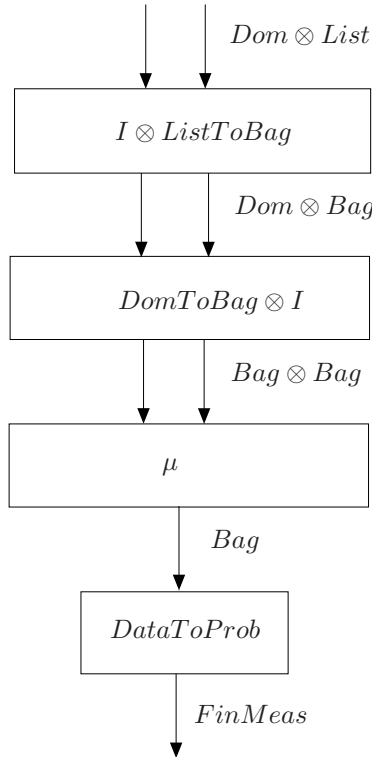 Dom ⊗ List
I ⊗ ListToBag
Dom ⊗ Bag
DomToBag ⊗ I
Bag ⊗ Bag
μ
Bag
DataToProb
FinMeas